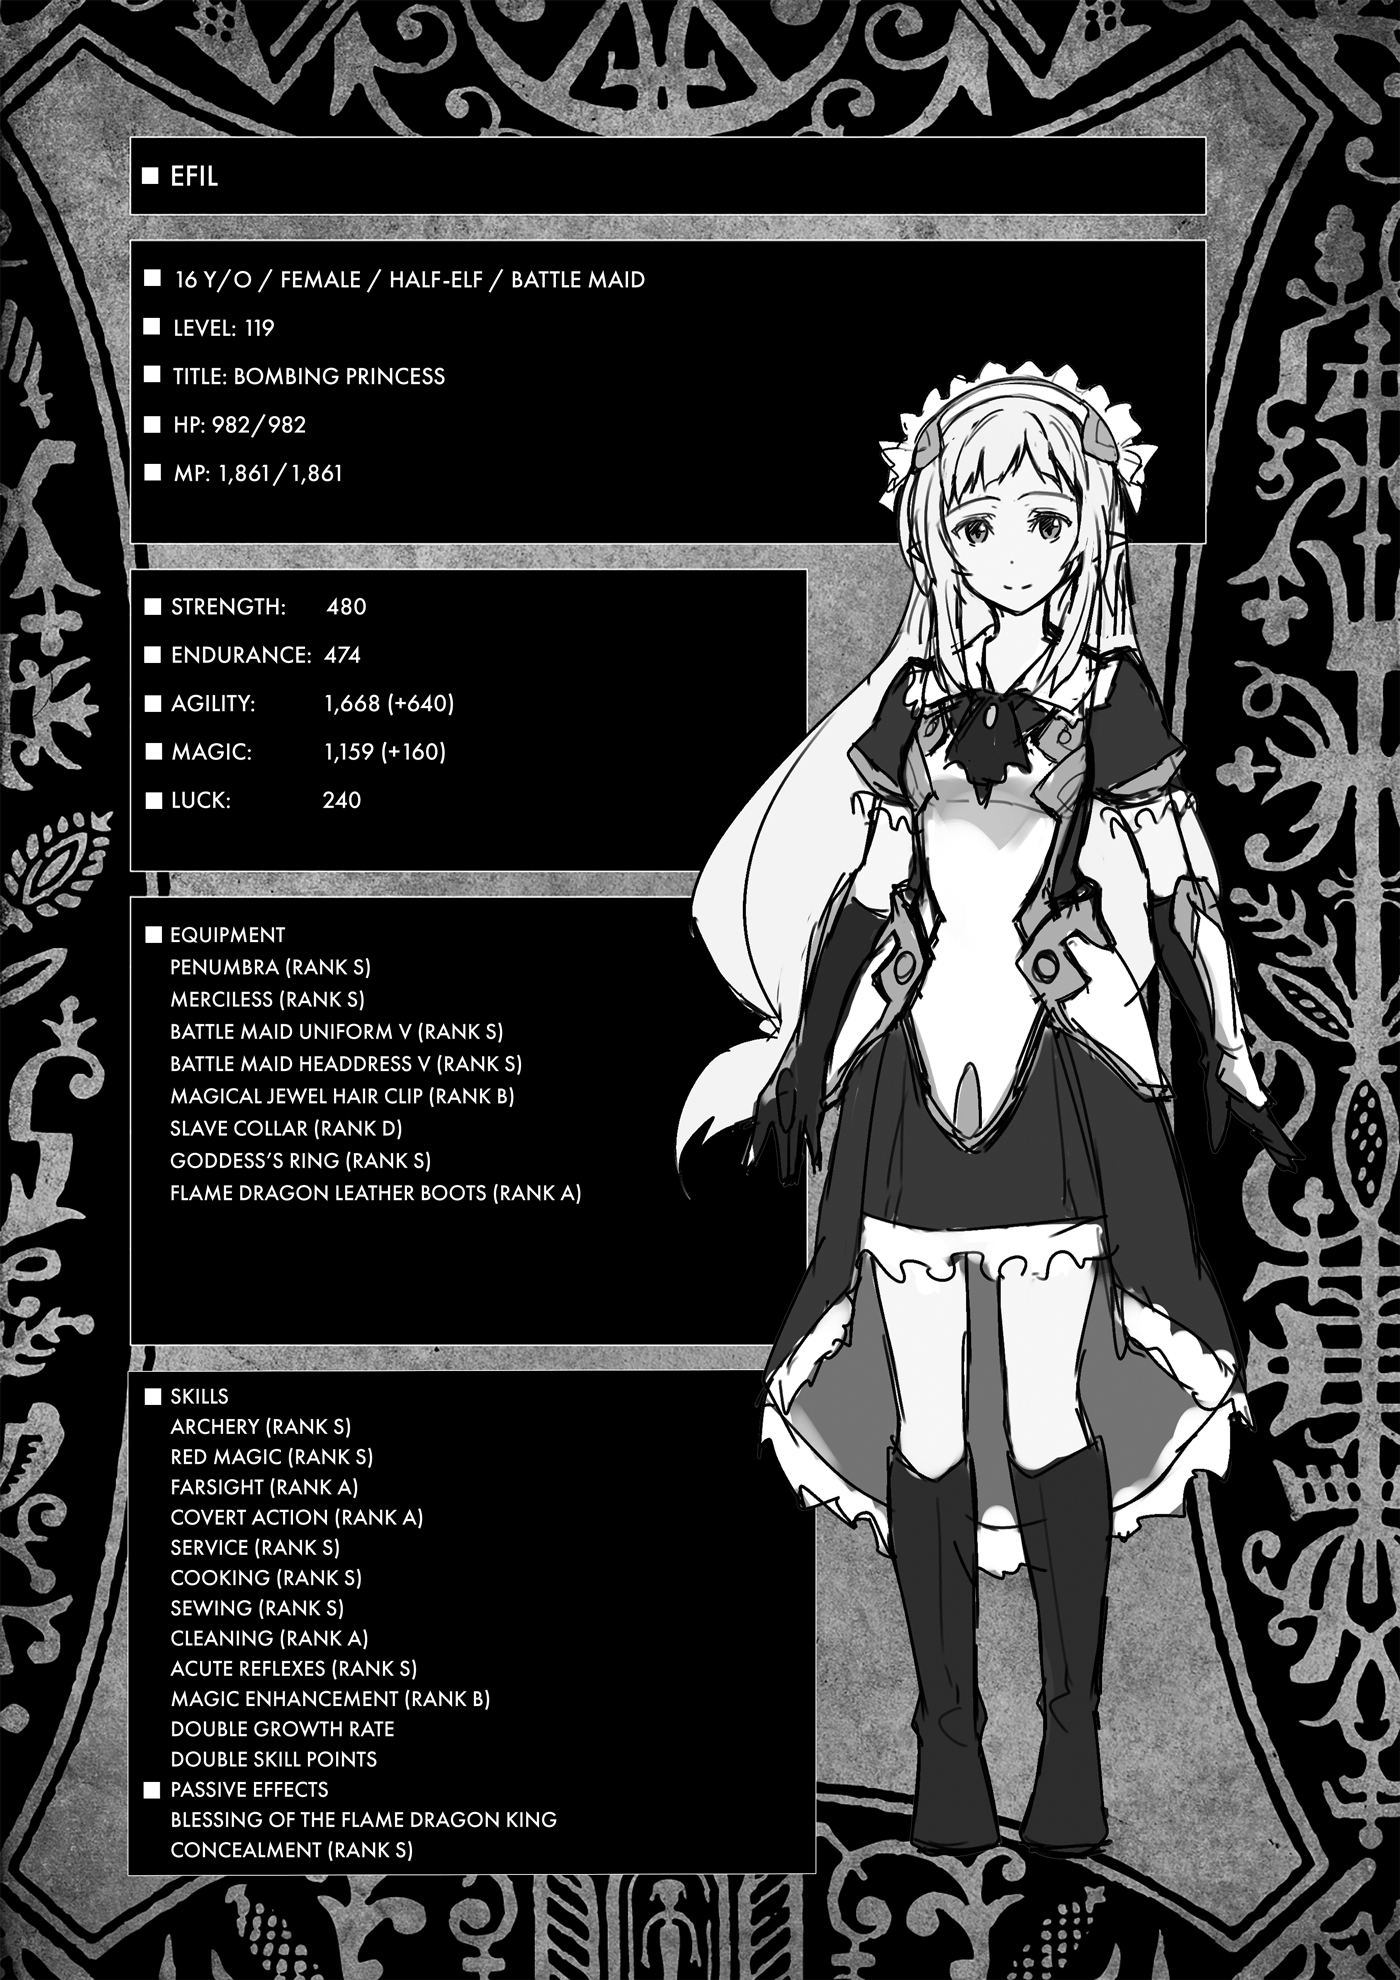 EFIL
16 Y/O / FEMALE / HALF-ELF / BATTLE MAID
LEVEL: 119
TITLE: BOMBING PRINCESS
HP: 982/982
MP: 1,861/1,861
STRENGTH: 480
ENDURANCE: 474
AGILITY: 1,668 (+640)
MAGIC: 1,159 (+160)
LUCK: 240
EQUIPMENT
PENUMBRA (RANK S)
MERCILESS (RANK S)
BATTLE MAID UNIFORM V (RANK S)
BATTLE MAID HEADDRESS V (RANK S)
MAGICAL JEWEL HAIR CLIP (RANK B)
SLAVE COLLAR (RANK D)
GODDESS'S RING (RANK S)
FLAME DRAGON LEATHER BOOTS (RANK A)
SKILLS
ARCHERY (RANK S)
RED MAGIC (RANK S)
FARSIGHT (RANK A)
COVERT ACTION (RANK A)
SERVICE (RANK S)
COOKING (RANK S)
SEWING (RANK S)
CLEANING (RANK A)
ACUTE REFLEXES (RANK S)
MAGIC ENHANCEMENT (RANK B)
DOUBLE GROWTH RATE
DOUBLE SKILL POINTS
PASSIVE EFFECTS
BLESSING OF THE FLAME DRAGON KING
CONCEALMENT (RANK S)